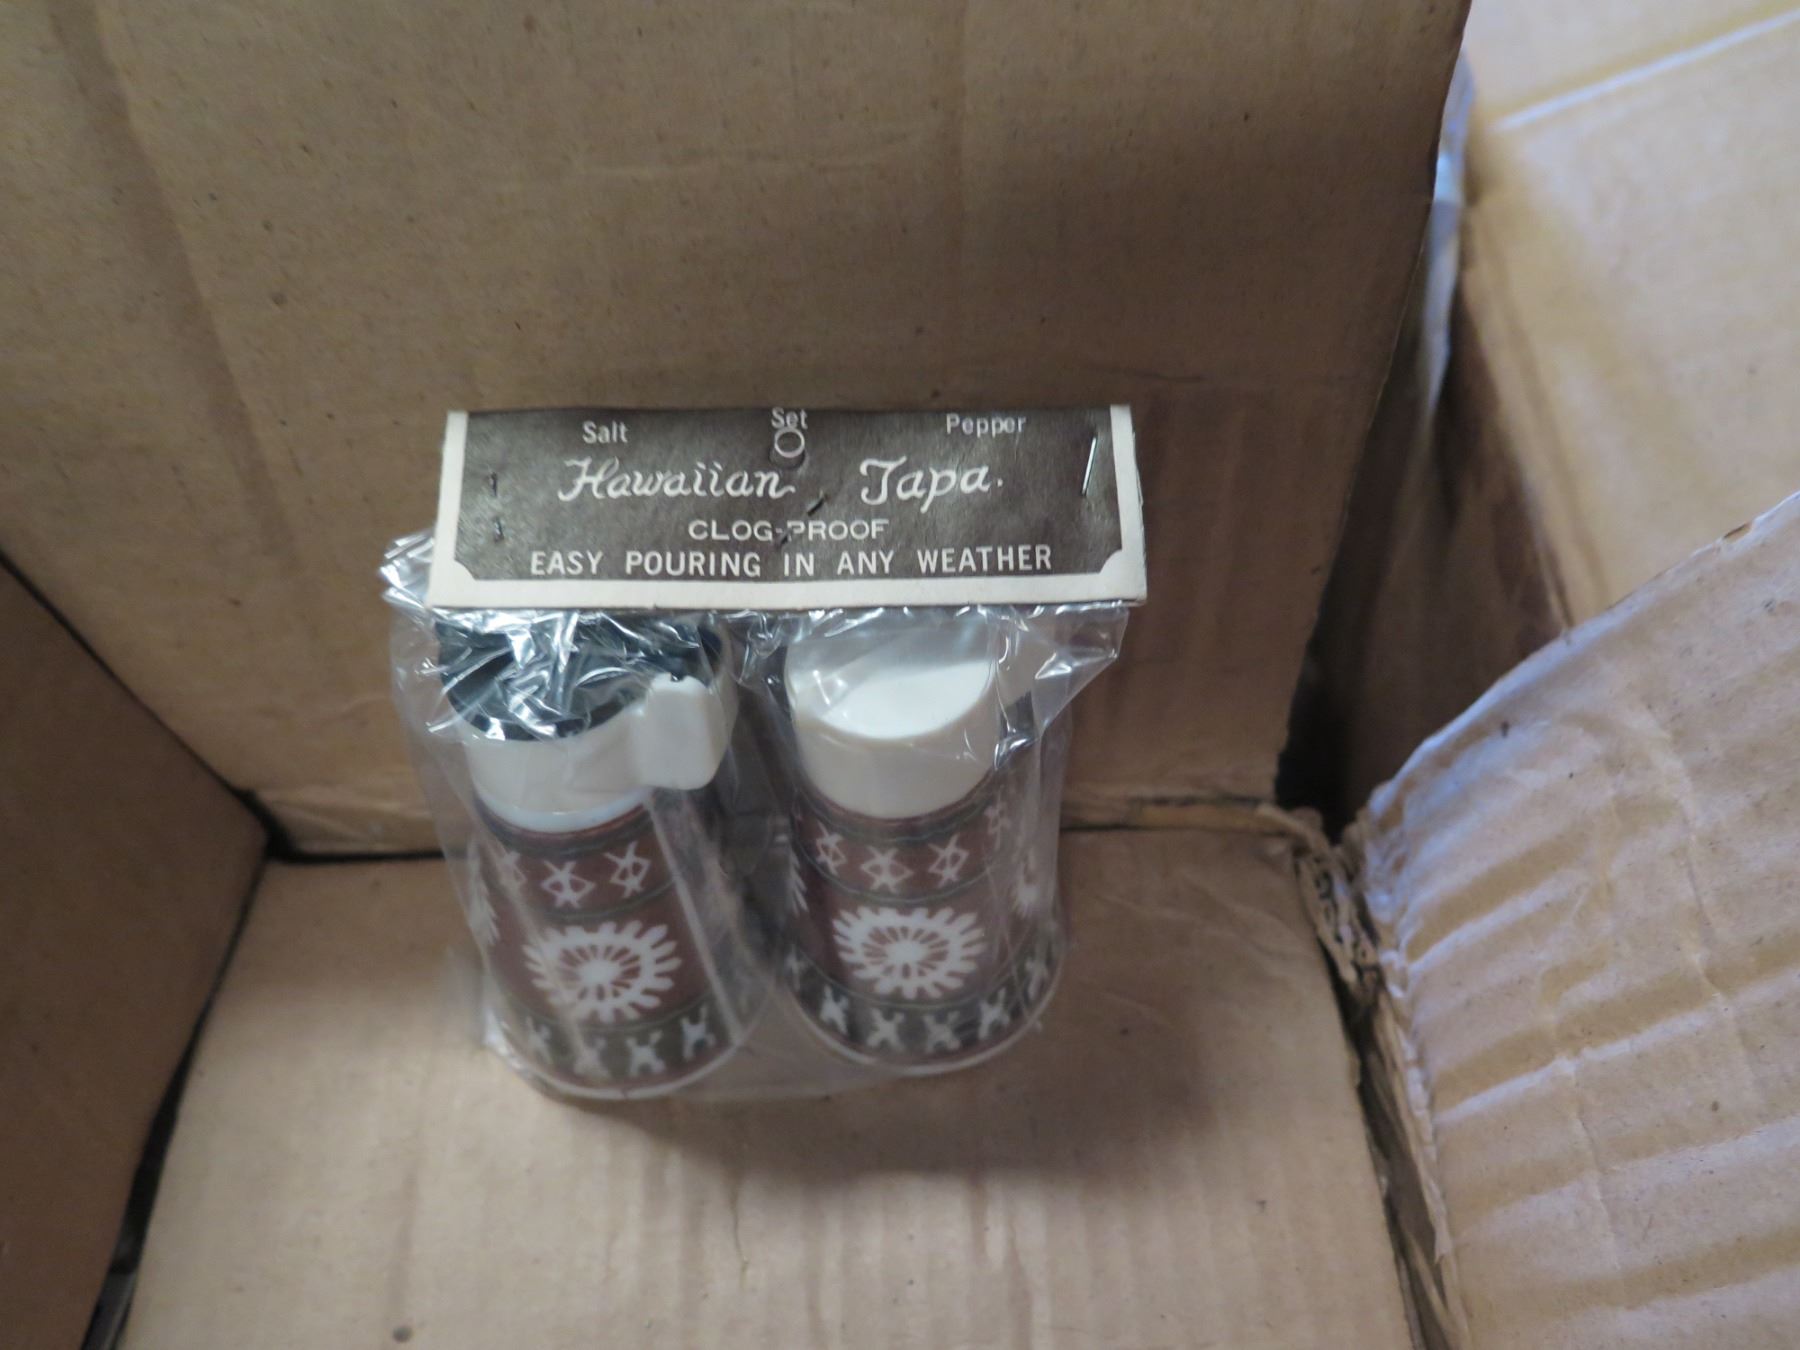 Salt Set Pepper
Hawaiian Tapa.
CLOG-PROOF
EASY POURING IN ANY WEATHER